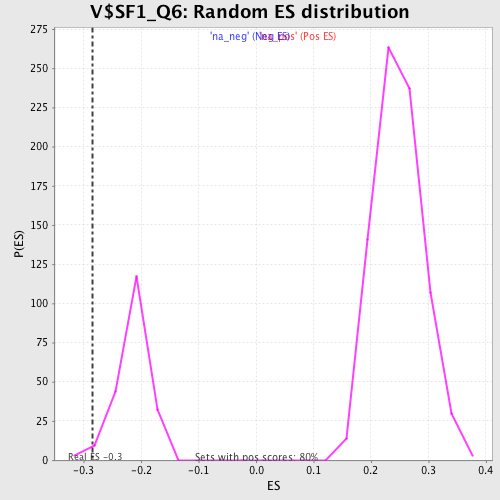 V$SF1_Q6: Random ES distribution
'na_neg' (Neg ES) 'na_pos' (Pos ES)
275
250
225
200
175
150
125
100
75
50
25
0
P(ES)
Real ES -0.3
Sets with pos scores: 80%
-0.3 -0.2 -0.1 0.0 0.1 0.2 0.3 0.4
ES